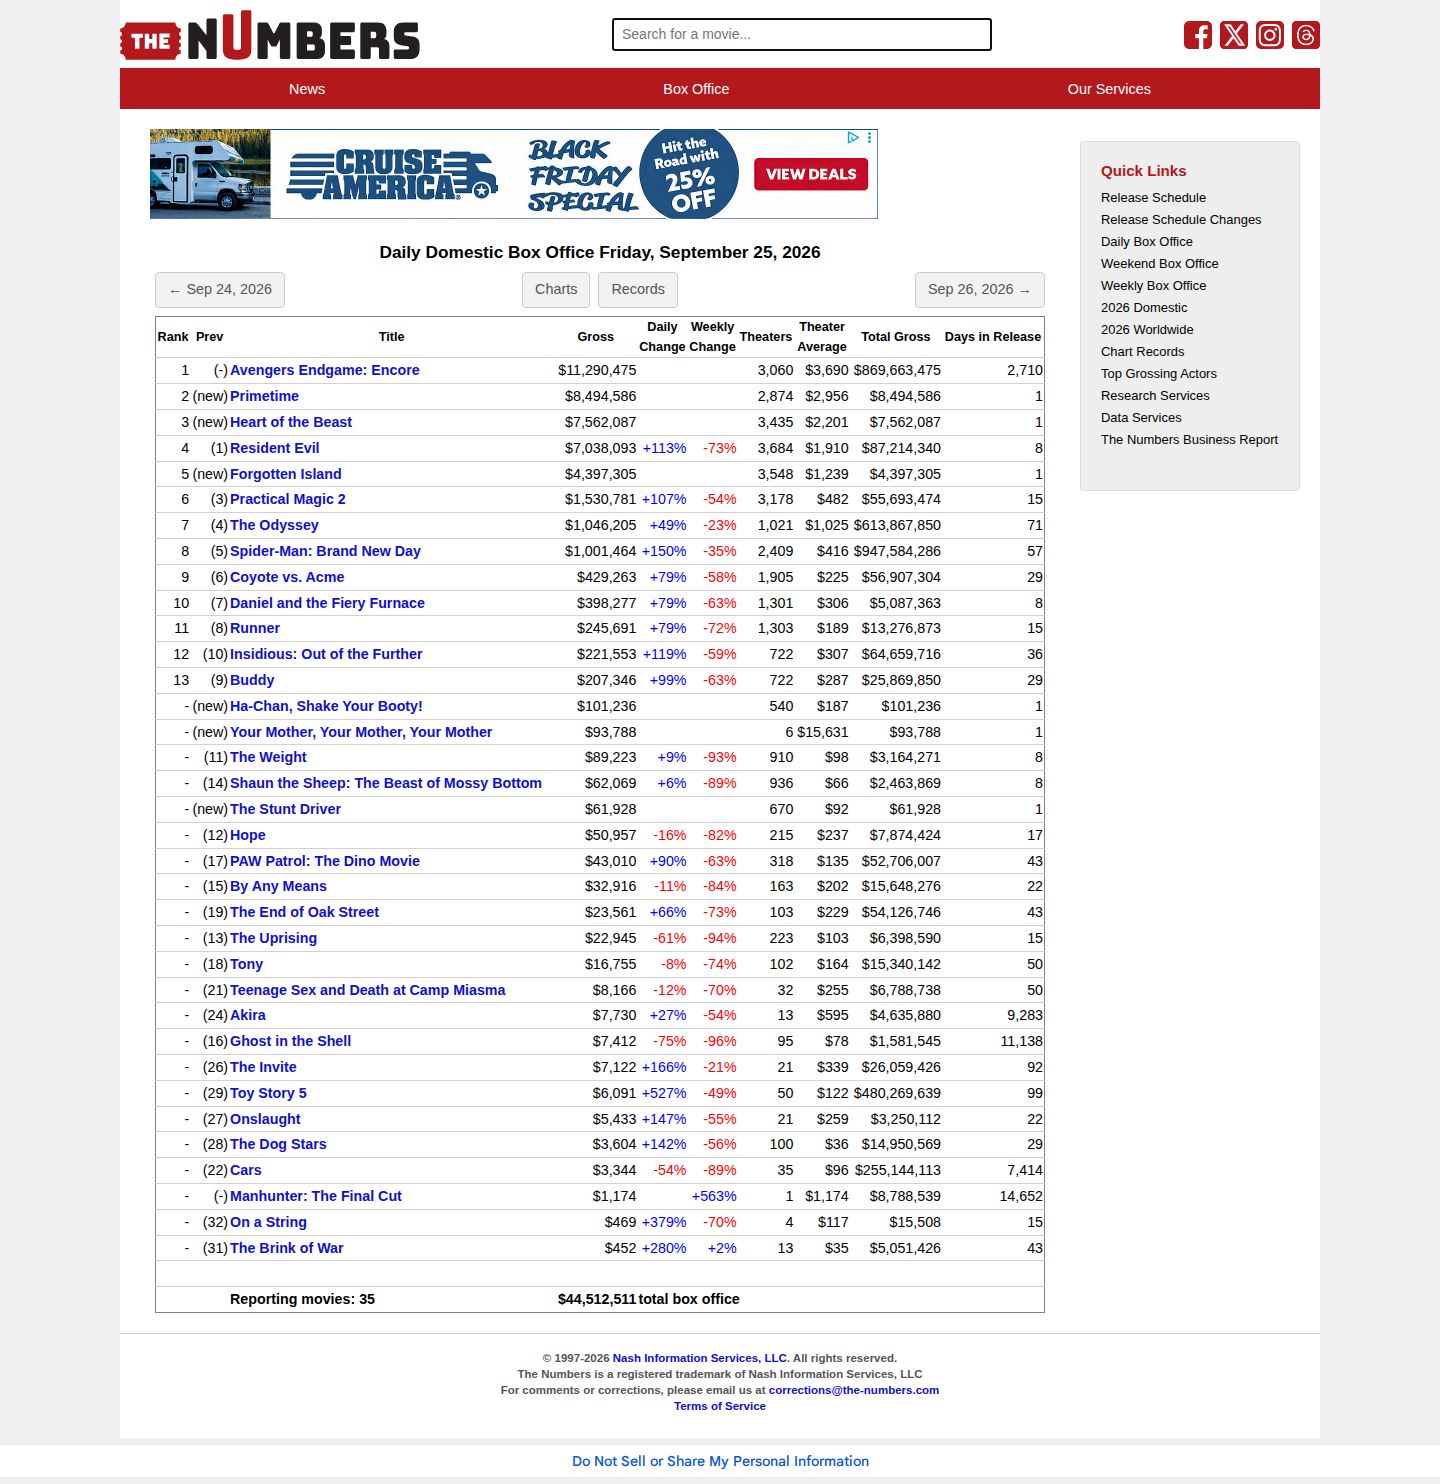 THE NUMBERS
Search for a movie...
News Box Office Our Services
CRUISE AMERICA® BLACK FRIDAY SPECIAL Hit the Road with 25% OFF VIEW DEALS
Quick Links
Release Schedule
Release Schedule Changes
Daily Box Office
Weekend Box Office
Weekly Box Office
2026 Domestic
2026 Worldwide
Chart Records
Top Grossing Actors
Research Services
Data Services
The Numbers Business Report
Daily Domestic Box Office Friday, September 25, 2026
← Sep 24, 2026 Charts Records Sep 26, 2026 →
Rank Prev Title Gross Daily Change Weekly Change Theaters Theater Average Total Gross Days in Release
1 (-) Avengers Endgame: Encore $11,290,475 3,060 $3,690 $869,663,475 2,710
2 (new) Primetime $8,494,586 2,874 $2,956 $8,494,586 1
3 (new) Heart of the Beast $7,562,087 3,435 $2,201 $7,562,087 1
4 (1) Resident Evil $7,038,093 +113% -73% 3,684 $1,910 $87,214,340 8
5 (new) Forgotten Island $4,397,305 3,548 $1,239 $4,397,305 1
6 (3) Practical Magic 2 $1,530,781 +107% -54% 3,178 $482 $55,693,474 15
7 (4) The Odyssey $1,046,205 +49% -23% 1,021 $1,025 $613,867,850 71
8 (5) Spider-Man: Brand New Day $1,001,464 +150% -35% 2,409 $416 $947,584,286 57
9 (6) Coyote vs. Acme $429,263 +79% -58% 1,905 $225 $56,907,304 29
10 (7) Daniel and the Fiery Furnace $398,277 +79% -63% 1,301 $306 $5,087,363 8
11 (8) Runner $245,691 +79% -72% 1,303 $189 $13,276,873 15
12 (10) Insidious: Out of the Further $221,553 +119% -59% 722 $307 $64,659,716 36
13 (9) Buddy $207,346 +99% -63% 722 $287 $25,869,850 29
- (new) Ha-Chan, Shake Your Booty! $101,236 540 $187 $101,236 1
- (new) Your Mother, Your Mother, Your Mother $93,788 6 $15,631 $93,788 1
- (11) The Weight $89,223 +9% -93% 910 $98 $3,164,271 8
- (14) Shaun the Sheep: The Beast of Mossy Bottom $62,069 +6% -89% 936 $66 $2,463,869 8
- (new) The Stunt Driver $61,928 670 $92 $61,928 1
- (12) Hope $50,957 -16% -82% 215 $237 $7,874,424 17
- (17) PAW Patrol: The Dino Movie $43,010 +90% -63% 318 $135 $52,706,007 43
- (15) By Any Means $32,916 -11% -84% 163 $202 $15,648,276 22
- (19) The End of Oak Street $23,561 +66% -73% 103 $229 $54,126,746 43
- (13) The Uprising $22,945 -61% -94% 223 $103 $6,398,590 15
- (18) Tony $16,755 -8% -74% 102 $164 $15,340,142 50
- (21) Teenage Sex and Death at Camp Miasma $8,166 -12% -70% 32 $255 $6,788,738 50
- (24) Akira $7,730 +27% -54% 13 $595 $4,635,880 9,283
- (16) Ghost in the Shell $7,412 -75% -96% 95 $78 $1,581,545 11,138
- (26) The Invite $7,122 +166% -21% 21 $339 $26,059,426 92
- (29) Toy Story 5 $6,091 +527% -49% 50 $122 $480,269,639 99
- (27) Onslaught $5,433 +147% -55% 21 $259 $3,250,112 22
- (28) The Dog Stars $3,604 +142% -56% 100 $36 $14,950,569 29
- (22) Cars $3,344 -54% -89% 35 $96 $255,144,113 7,414
- (-) Manhunter: The Final Cut $1,174 +563% 1 $1,174 $8,788,539 14,652
- (32) On a String $469 +379% -70% 4 $117 $15,508 15
- (31) The Brink of War $452 +280% +2% 13 $35 $5,051,426 43
Reporting movies: 35 $44,512,511 total box office
© 1997-2026 Nash Information Services, LLC. All rights reserved.
The Numbers is a registered trademark of Nash Information Services, LLC
For comments or corrections, please email us at corrections@the-numbers.com
Terms of Service
Do Not Sell or Share My Personal Information